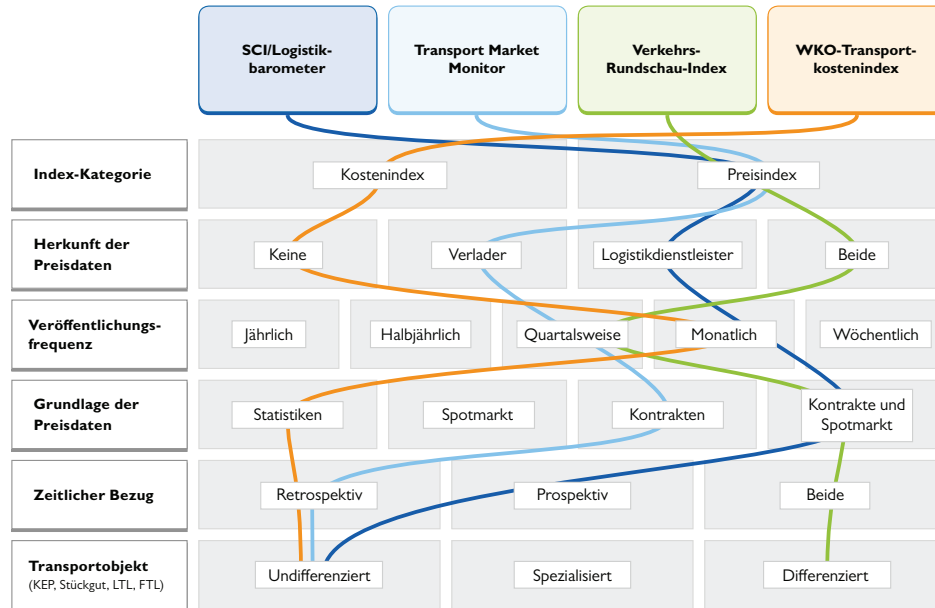 SCI/Logistik-
barometer
Transport Market
Monitor
Verkehrs-
Rundschau-Index
WKO-Transport-
kostenindex
Index-Kategorie
Kostenindex
Preisindex
Herkunft der
Preisdaten
Keine
Verlader
Logistikdienstleister
Beide
Veröffentlichungs-
frequenz
Jährlich
Halbjährlich
Quartalsweise
Monatlich
Wöchentlich
Grundlage der
Preisdaten
Statistiken
Spotmarkt
Kontrakten
Kontrakte und
Spotmarkt
Zeitlicher Bezug
Retrospektiv
Prospektiv
Beide
Transportobjekt
(KEP, Stückgut, LTL, FTL)
Undifferenziert
Spezialisiert
Differenziert